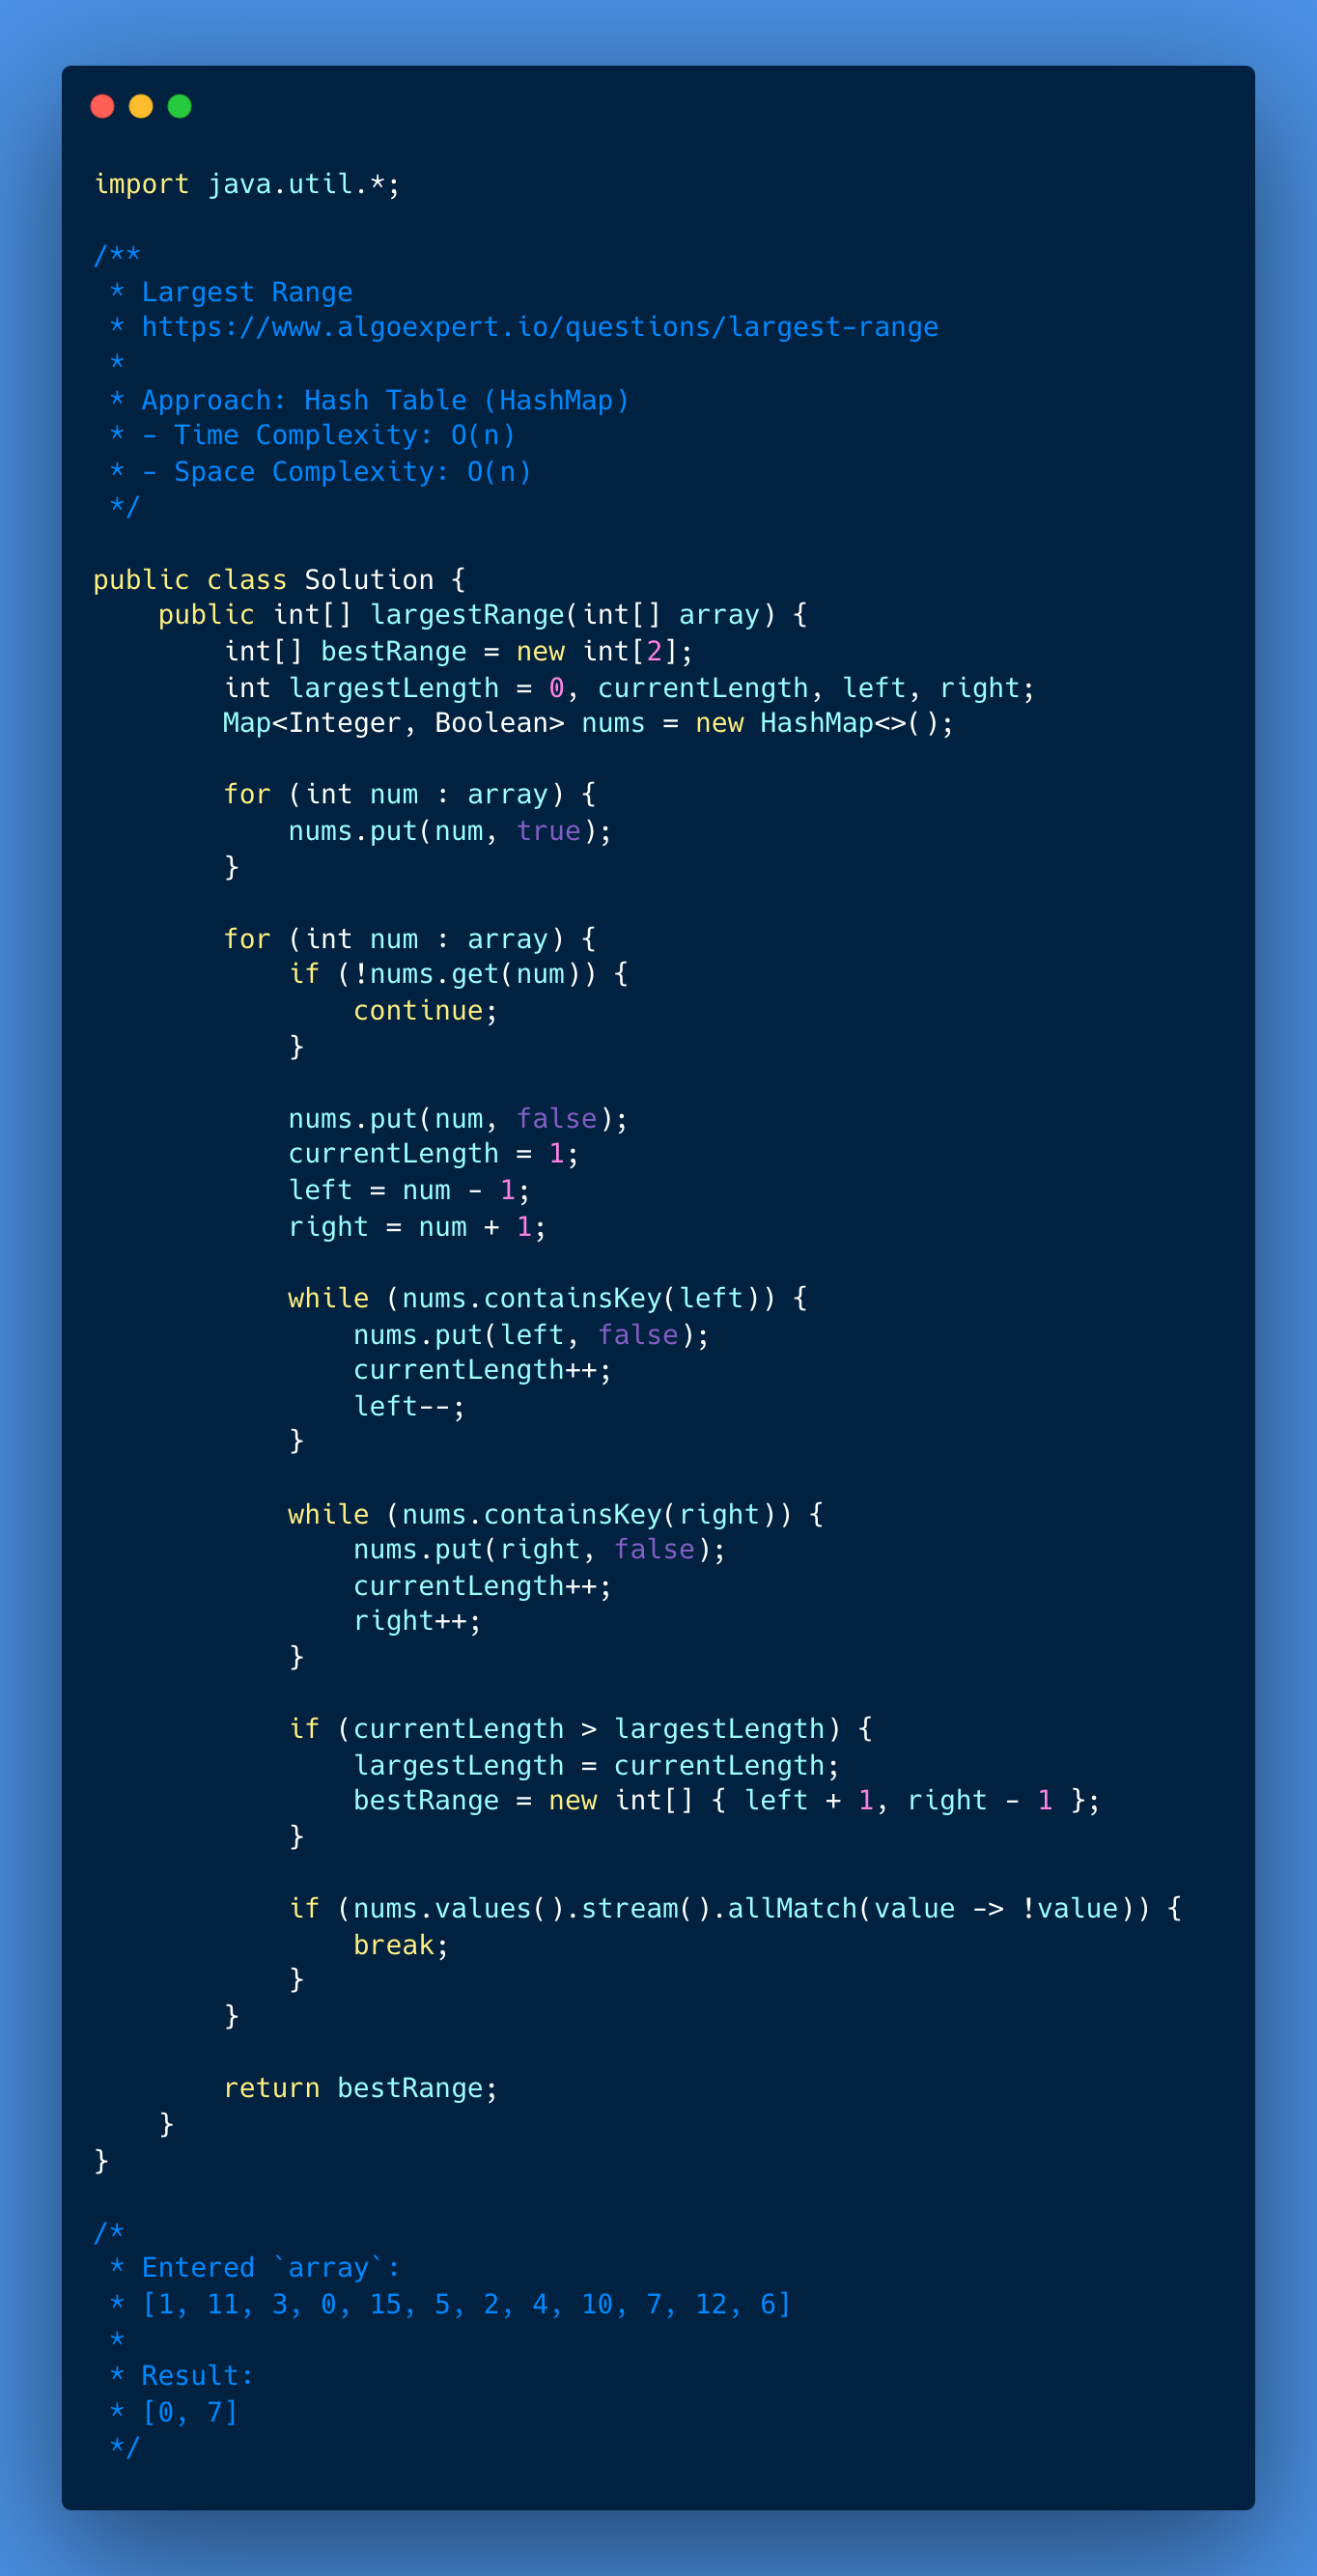 import java.util.*;

/**
 * Largest Range
 * https://www.algoexpert.io/questions/largest-range
 *
 * Approach: Hash Table (HashMap)
 * - Time Complexity: O(n)
 * - Space Complexity: O(n)
 */

public class Solution {
    public int[] largestRange(int[] array) {
        int[] bestRange = new int[2];
        int largestLength = 0, currentLength, left, right;
        Map<Integer, Boolean> nums = new HashMap<>();

        for (int num : array) {
            nums.put(num, true);
        }

        for (int num : array) {
            if (!nums.get(num)) {
                continue;
            }

            nums.put(num, false);
            currentLength = 1;
            left = num - 1;
            right = num + 1;

            while (nums.containsKey(left)) {
                nums.put(left, false);
                currentLength++;
                left--;
            }

            while (nums.containsKey(right)) {
                nums.put(right, false);
                currentLength++;
                right++;
            }

            if (currentLength > largestLength) {
                largestLength = currentLength;
                bestRange = new int[] { left + 1, right - 1 };
            }

            if (nums.values().stream().allMatch(value -> !value)) {
                break;
            }
        }

        return bestRange;
    }
}

/*
 * Entered `array`:
 * [1, 11, 3, 0, 15, 5, 2, 4, 10, 7, 12, 6]
 *
 * Result:
 * [0, 7]
 */